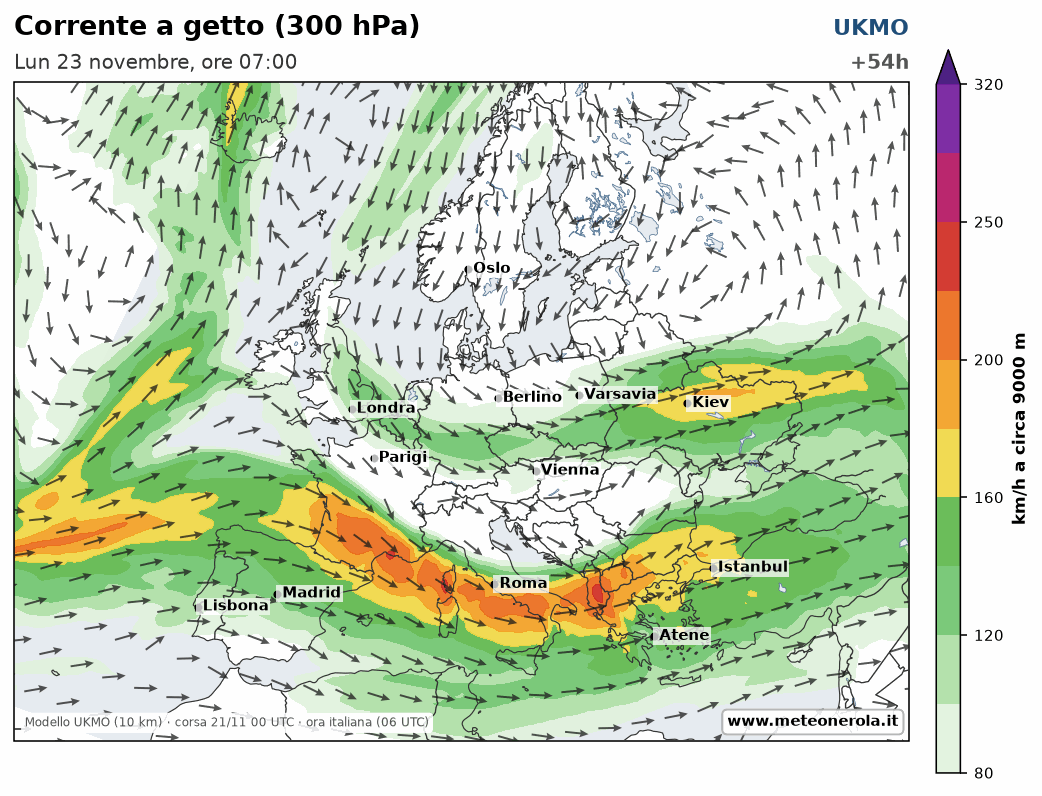 Corrente a getto (300 hPa)
UKMO
Lun 23 novembre, ore 07:00
+54h
320
250
200
160
120
80
km/h a circa 9000 m
Oslo
Berlino
Varsavia
Londra
Kiev
Parigi
Vienna
Istanbul
Roma
Madrid
Lisbona
Atene
Modello UKMO (10 km) · corsa 21/11 00 UTC · ora italiana (06 UTC)
www.meteonerola.it